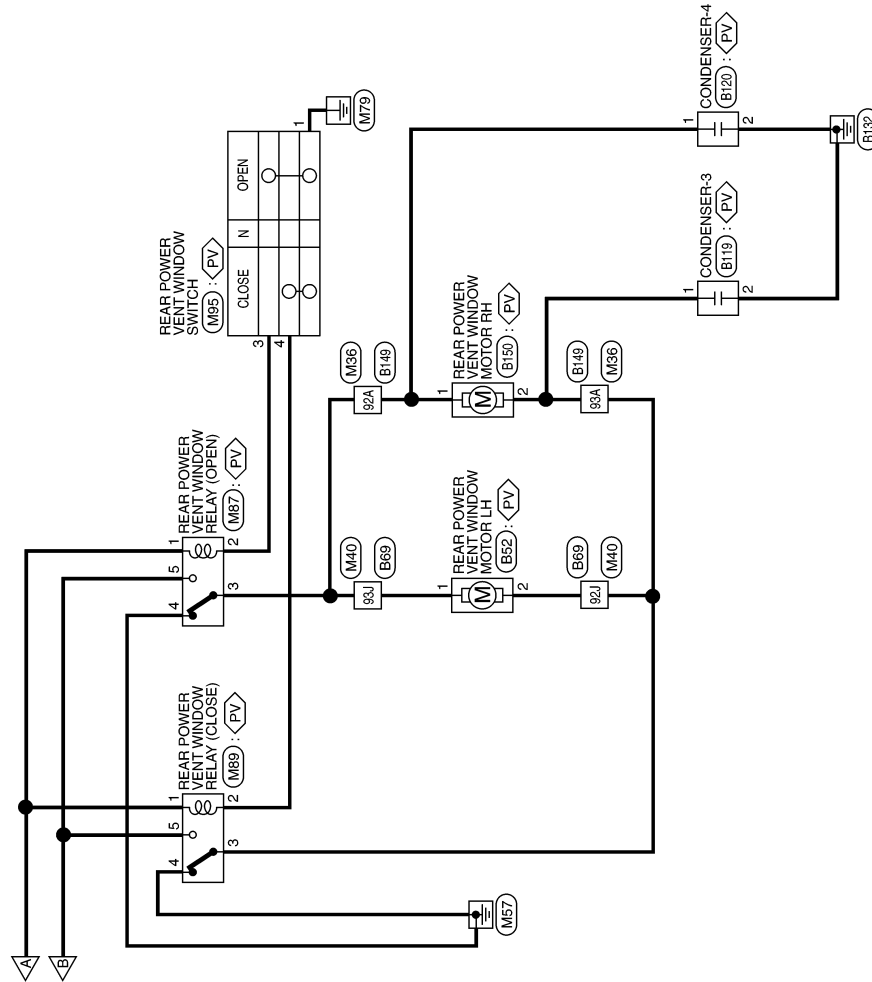 A
B
REAR POWER
VENT WINDOW
RELAY (CLOSE)
M89 : PV
1
5
4
2
3
REAR POWER
VENT WINDOW
RELAY (OPEN)
M87 : PV
1
5
4
2
3
REAR POWER
VENT WINDOW
SWITCH
M95 : PV
CLOSE
N
OPEN
3
4
1
M79
M57
M40
93J
B69
M36
92A
B149
REAR POWER
VENT WINDOW
MOTOR LH
B52 : PV
1
M
2
REAR POWER
VENT WINDOW
MOTOR RH
B150 : PV
1
M
2
B69
92J
M40
B149
93A
M36
CONDENSER-3
B119 : PV
1
2
CONDENSER-4
B120 : PV
1
2
B132